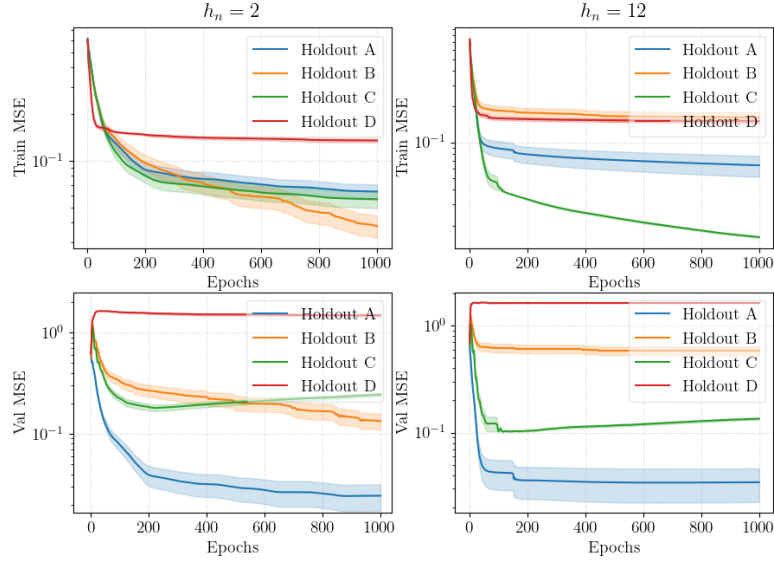 h_n = 2
Train MSE
10^{-1}
Holdout A
Holdout B
Holdout C
Holdout D
0 200 400 600 800 1000
Epochs
h_n = 12
Train MSE
10^{-1}
Holdout A
Holdout B
Holdout C
Holdout D
0 200 400 600 800 1000
Epochs
Val MSE
10^0
10^{-1}
Holdout A
Holdout B
Holdout C
Holdout D
0 200 400 600 800 1000
Epochs
Val MSE
10^0
10^{-1}
Holdout A
Holdout B
Holdout C
Holdout D
0 200 400 600 800 1000
Epochs